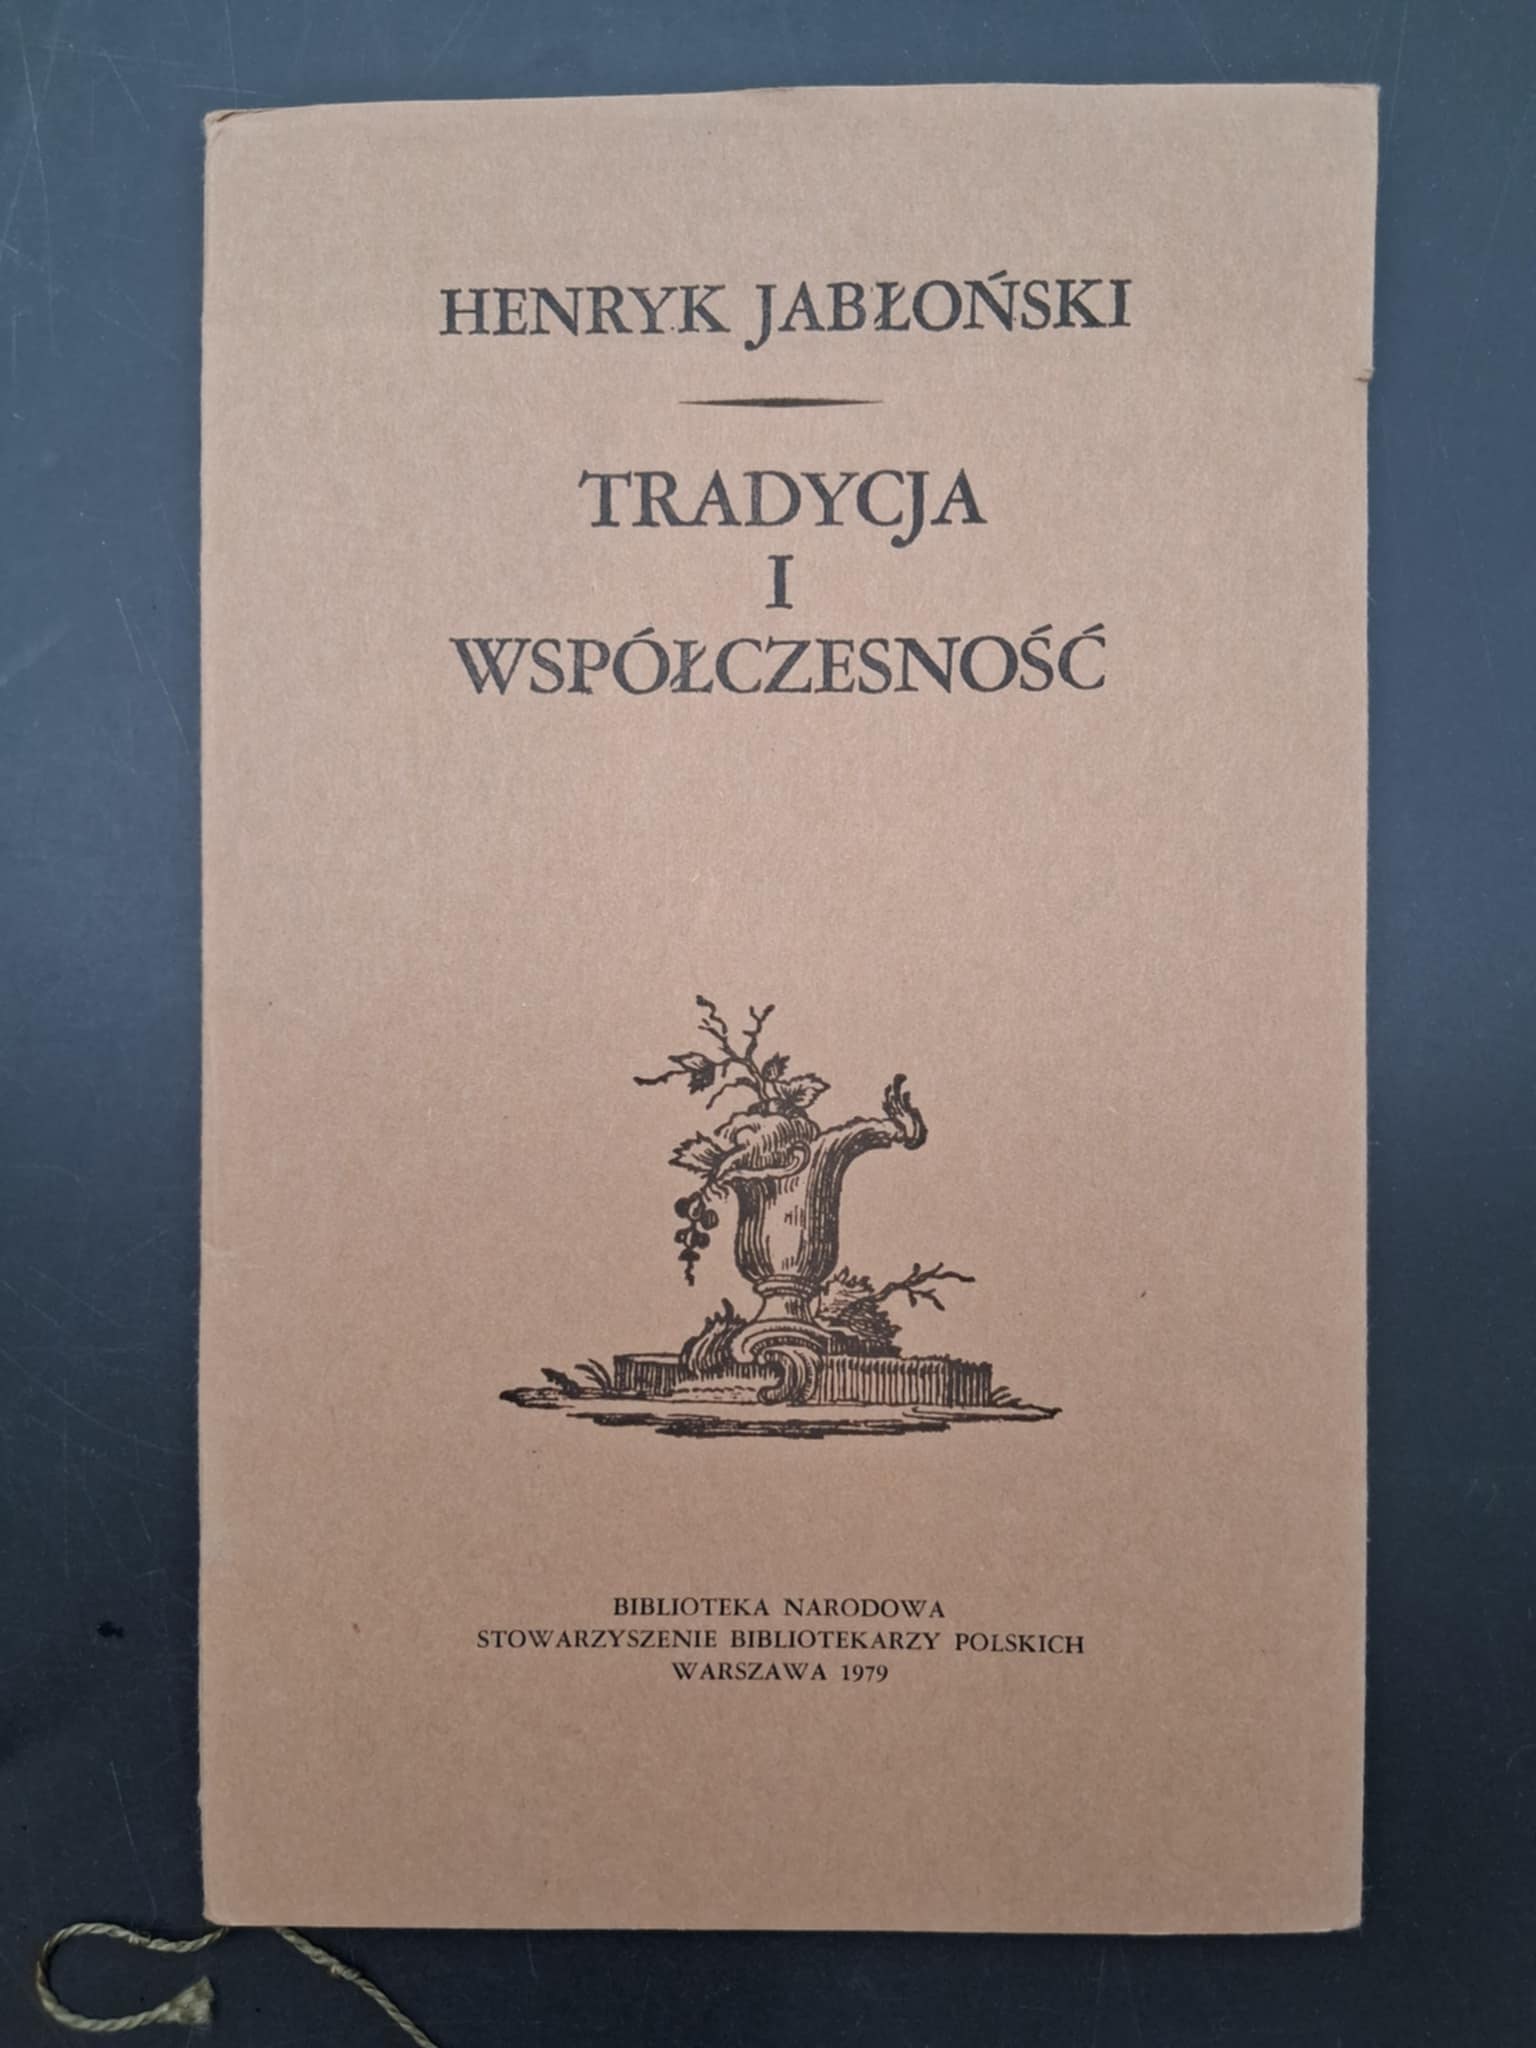 HENRYK JABŁOŃSKI
TRADYCJA
I
WSPÓŁCZESNOŚĆ
BIBLIOTEKA NARODOWA
STOWARZYSZENIE BIBLIOTEKARZY POLSKICH
WARSZAWA 1979